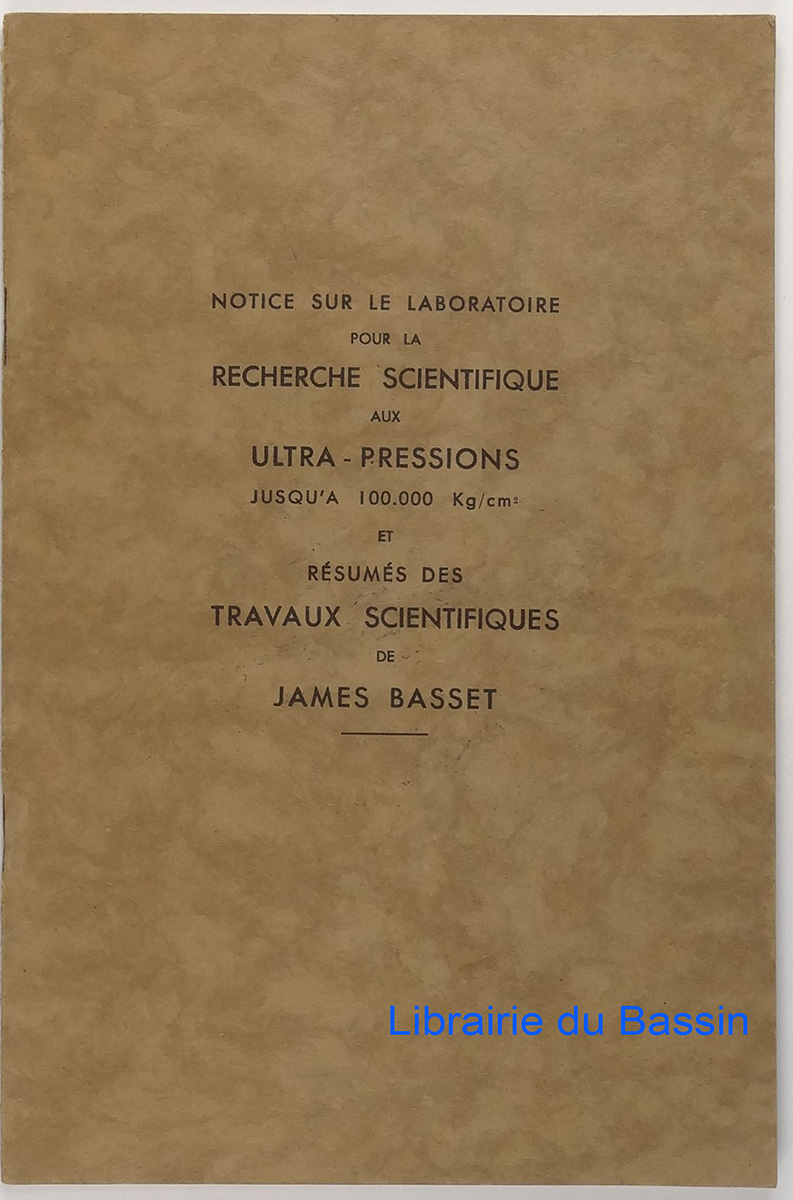 NOTICE SUR LE LABORATOIRE
POUR LA
RECHERCHE SCIENTIFIQUE
AUX
ULTRA - PRESSIONS
JUSQU'A 100.000 Kg/cm²
ET
RÉSUMÉS DES
TRAVAUX SCIENTIFIQUES
DE
JAMES BASSET
Librairie du Bassin